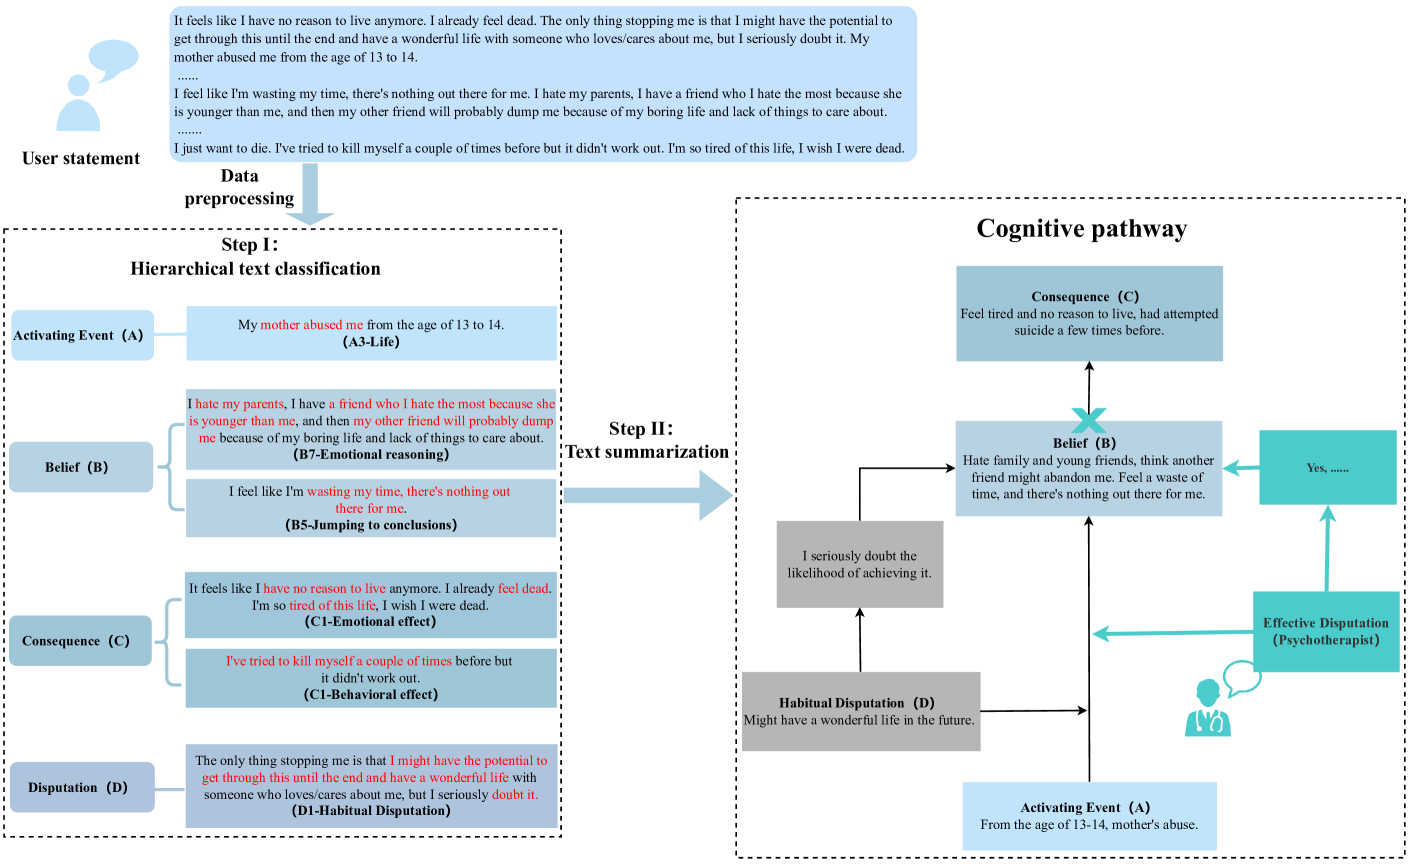 It feels like I have no reason to live anymore. I already feel dead. The only thing stopping me is that I might have the potential to
get through this until the end and have a wonderful life with someone who loves/cares about me, but I seriously doubt it. My
mother abused me from the age of 13 to 14.
......
I feel like I'm wasting my time, there's nothing out there for me. I hate my parents, I have a friend who I hate the most because she
is younger than me, and then my other friend will probably dump me because of my boring life and lack of things to care about.
.......
I just want to die. I've tried to kill myself a couple of times before but it didn't work out. I'm so tired of this life, I wish I were dead.
User statement
Data
preprocessing
Step I:
Hierarchical text classification
Activating Event (A)
My mother abused me from the age of 13 to 14.
(A3-Life)
Belief (B)
I hate my parents, I have a friend who I hate the most because she
is younger than me, and then my other friend will probably dump
me because of my boring life and lack of things to care about.
(B7-Emotional reasoning)
I feel like I'm wasting my time, there's nothing out
there for me.
(B5-Jumping to conclusions)
Consequence (C)
It feels like I have no reason to live anymore. I already feel dead.
I'm so tired of this life, I wish I were dead.
(C1-Emotional effect)
I've tried to kill myself a couple of times before but
it didn't work out.
(C1-Behavioral effect)
Disputation (D)
The only thing stopping me is that I might have the potential to
get through this until the end and have a wonderful life with
someone who loves/cares about me, but I seriously doubt it.
(D1-Habitual Disputation)
Step II:
Text summarization
Cognitive pathway
Consequence (C)
Feel tired and no reason to live, had attempted
suicide a few times before.
Belief (B)
Hate family and young friends, think another
friend might abandon me. Feel a waste of
time, and there's nothing out there for me.
Yes, ......
I seriously doubt the
likelihood of achieving it.
Effective Disputation
(Psychotherapist)
Habitual Disputation (D)
Might have a wonderful life in the future.
Activating Event (A)
From the age of 13-14, mother's abuse.